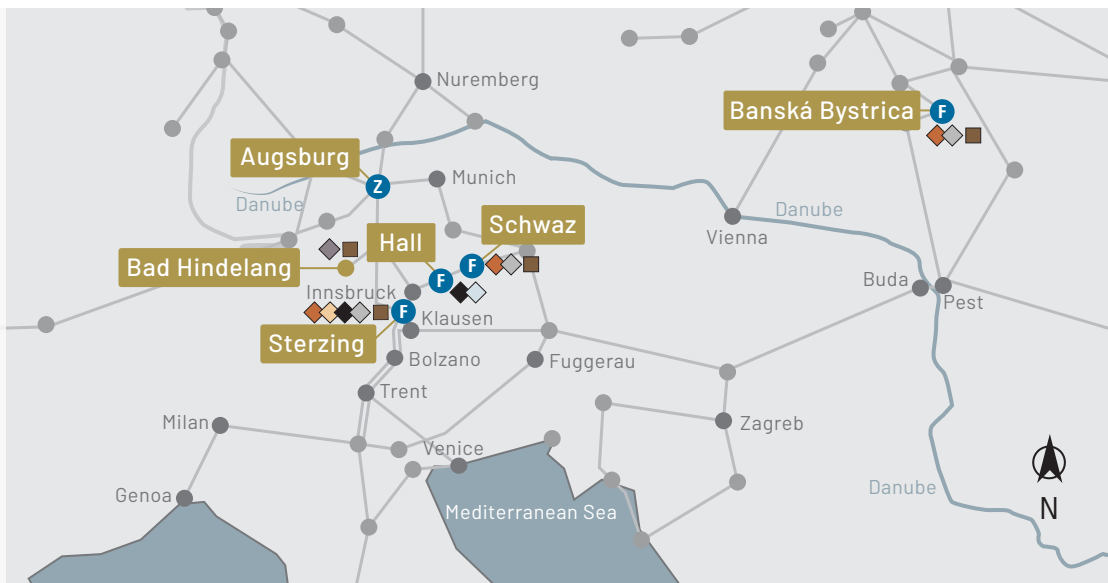 Nuremberg
Banská Bystrica
F
Augsburg
Z
Munich
Danube
Danube
Vienna
Hall
Schwaz
F
F
Bad Hindelang
Innsbruck
Buda
Pest
F
Klausen
Sterzing
Bolzano
Fuggerau
Trent
Milan
Zagreb
Venice
Genoa
Mediterranean Sea
Danube
N